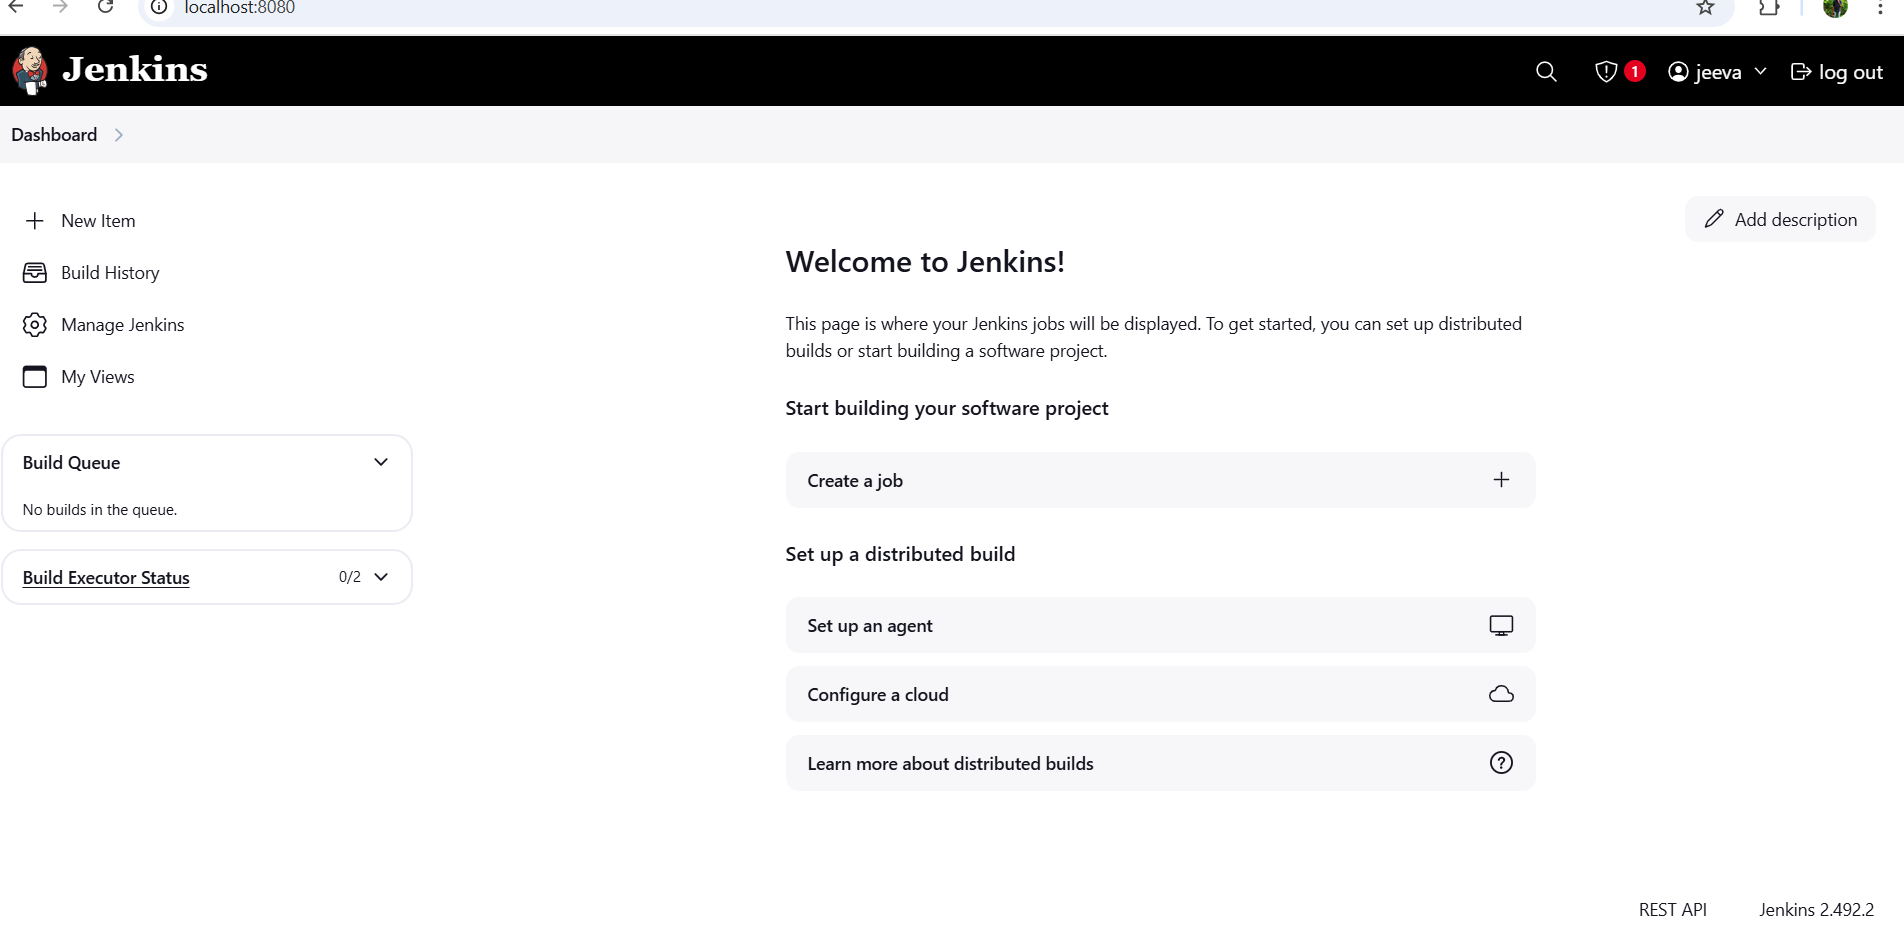 localhost:8080
Jenkins
1
jeeva
log out
Dashboard
New Item
Build History
Manage Jenkins
My Views
Build Queue
No builds in the queue.
Build Executor Status
0/2
Add description
Welcome to Jenkins!
This page is where your Jenkins jobs will be displayed. To get started, you can set up distributed
builds or start building a software project.
Start building your software project
Create a job
Set up a distributed build
Set up an agent
Configure a cloud
Learn more about distributed builds
REST API
Jenkins 2.492.2